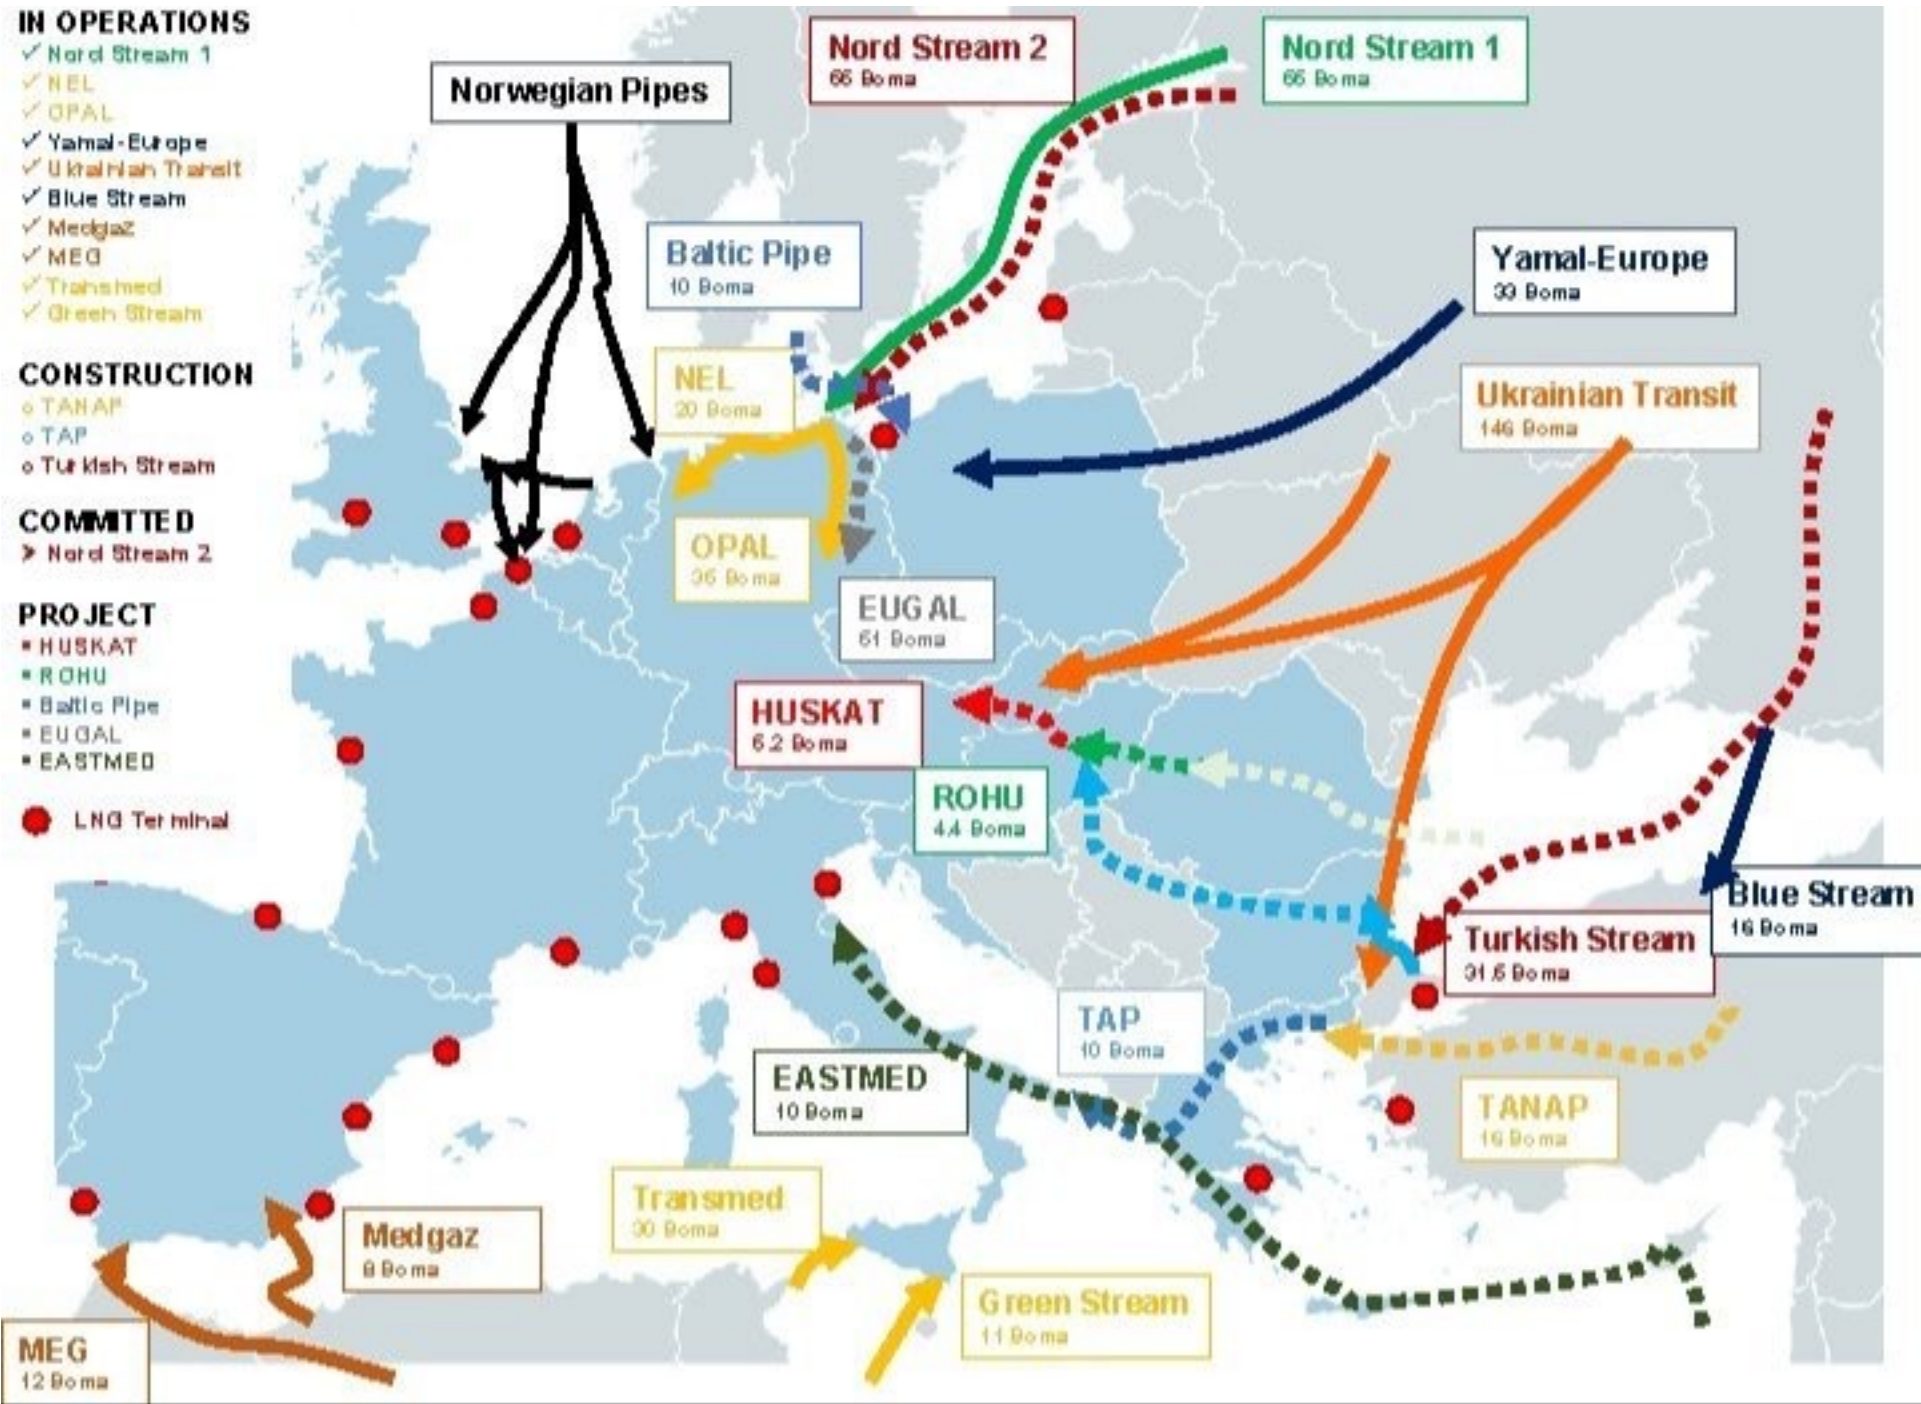 IN OPERATIONS
✓ Nord Stream 1
✓ NEL
✓ OPAL
✓ Yamal-Europe
✓ Ukrainian Transit
✓ Blue Stream
✓ Medgaz
✓ MEG
✓ Transmed
✓ Green Stream
CONSTRUCTION
o TANAP
o TAP
o Turkish Stream
COMMITTED
> Nord Stream 2
PROJECT
▪ HUSKAT
▪ ROHU
▪ Baltic Pipe
▪ EUGAL
▪ EASTMED
LNG Terminal
Norwegian Pipes
Nord Stream 2
55 Bcma
Nord Stream 1
55 Bcma
Baltic Pipe
10 Bcma
Yamal-Europe
33 Bcma
NEL
20 Bcma
Ukrainian Transit
146 Bcma
OPAL
35 Bcma
EUGAL
51 Bcma
HUSKAT
5.2 Bcma
ROHU
4.4 Bcma
Blue Stream
16 Bcma
Turkish Stream
31.5 Bcma
TAP
10 Bcma
EASTMED
10 Bcma
TANAP
16 Bcma
Transmed
30 Bcma
Medgaz
8 Bcma
Green Stream
11 Bcma
MEG
12 Bcma